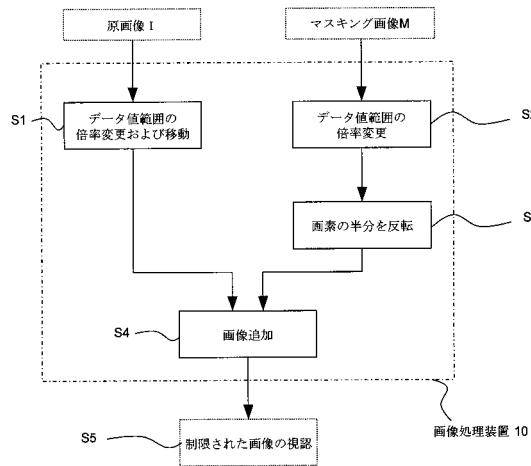 原画像 I
マスキング画像M
S1
データ値範囲の
倍率変更および移動
データ値範囲の
倍率変更
画素の半分を反転
S4
画像追加
画像処理装置 10
S5
制限された画像の視認